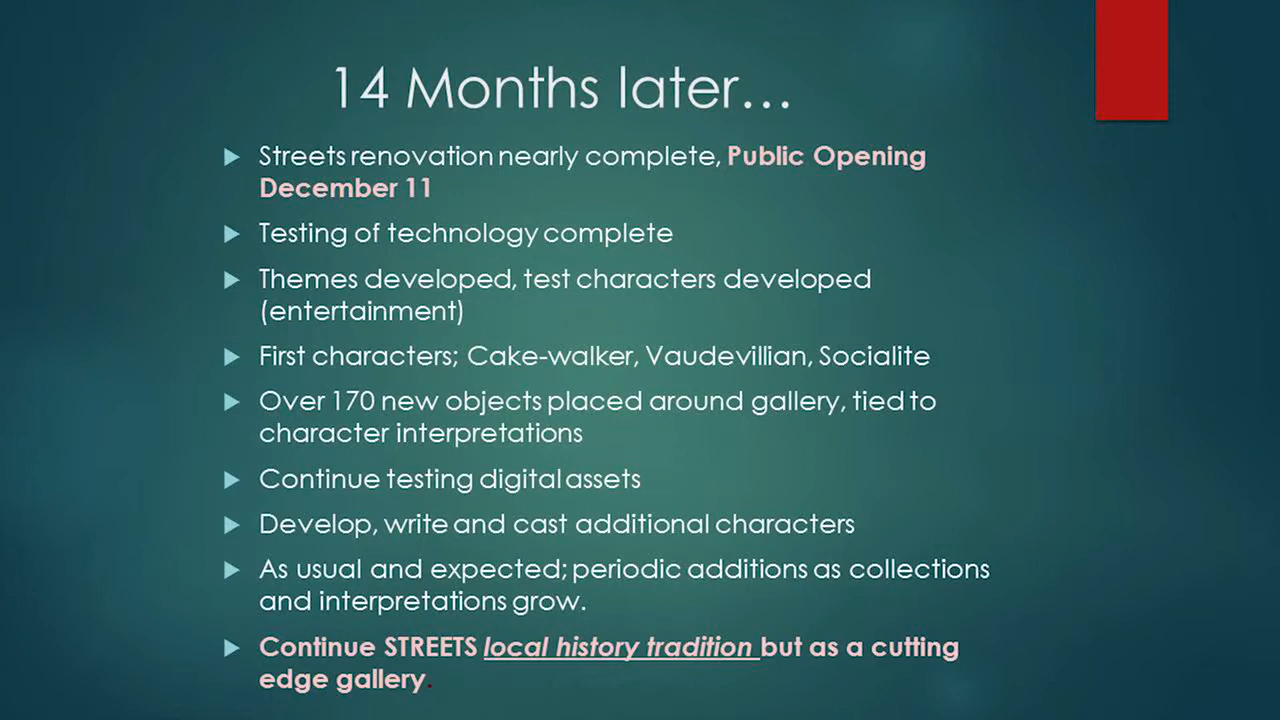 14 Months later…
Streets renovation nearly complete, Public Opening
December 11
Testing of technology complete
Themes developed, test characters developed
(entertainment)
First characters; Cake-walker, Vaudevillian, Socialite
Over 170 new objects placed around gallery, tied to
character interpretations
Continue testing digital assets
Develop, write and cast additional characters
As usual and expected; periodic additions as collections
and interpretations grow.
Continue STREETS local history tradition but as a cutting
edge gallery.